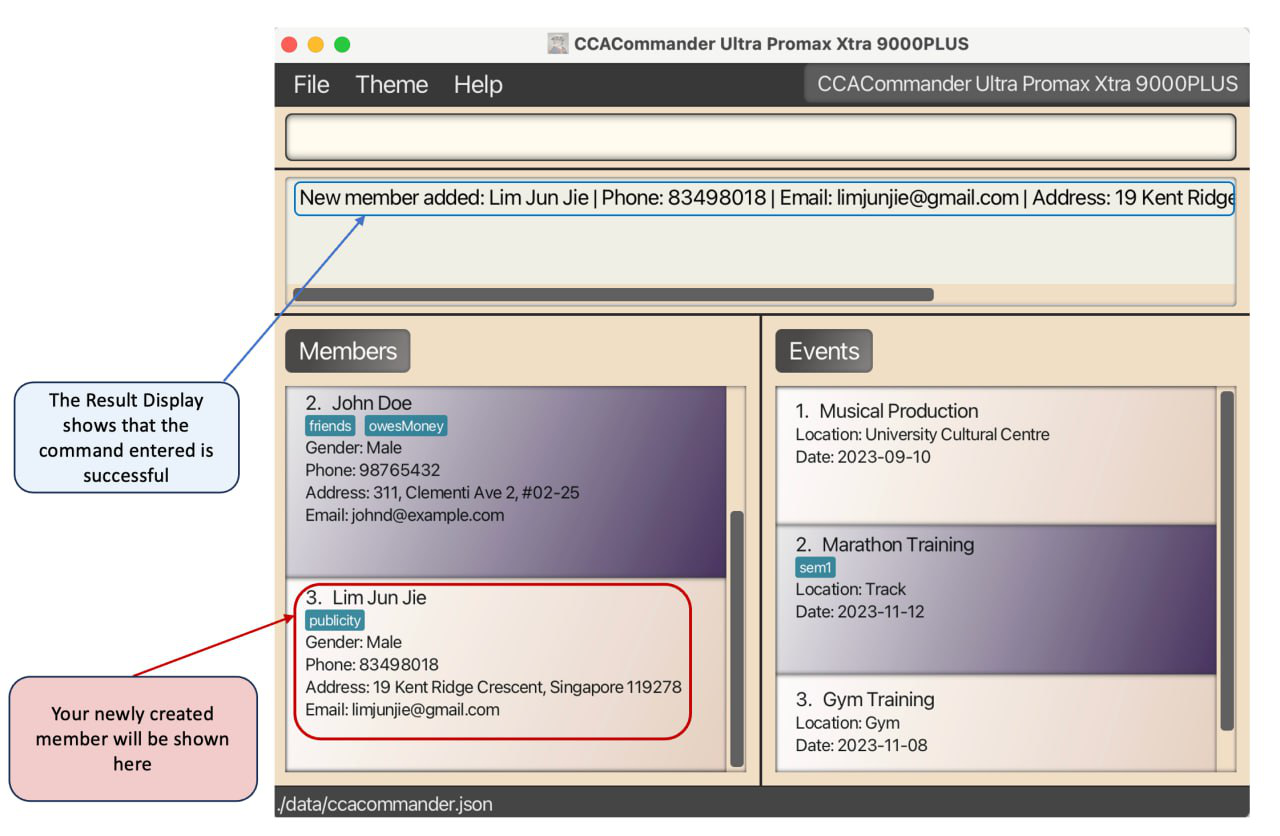 CCACommander Ultra Promax Xtra 9000PLUS
File Theme Help CCACommander Ultra Promax Xtra 9000PLUS
New member added: Lim Jun Jie | Phone: 83498018 | Email: limjunjie@gmail.com | Address: 19 Kent Ridge
The Result Display
shows that the
command entered is
successful
Members
2. John Doe
friends owesMoney
Gender: Male
Phone: 98765432
Address: 311, Clementi Ave 2, #02-25
Email: johnd@example.com
3. Lim Jun Jie
publicity
Gender: Male
Phone: 83498018
Address: 19 Kent Ridge Crescent, Singapore 119278
Email: limjunjie@gmail.com
Your newly created
member will be shown
here
Events
1. Musical Production
Location: University Cultural Centre
Date: 2023-09-10
2. Marathon Training
sem1
Location: Track
Date: 2023-11-12
3. Gym Training
Location: Gym
Date: 2023-11-08
./data/ccacommander.json